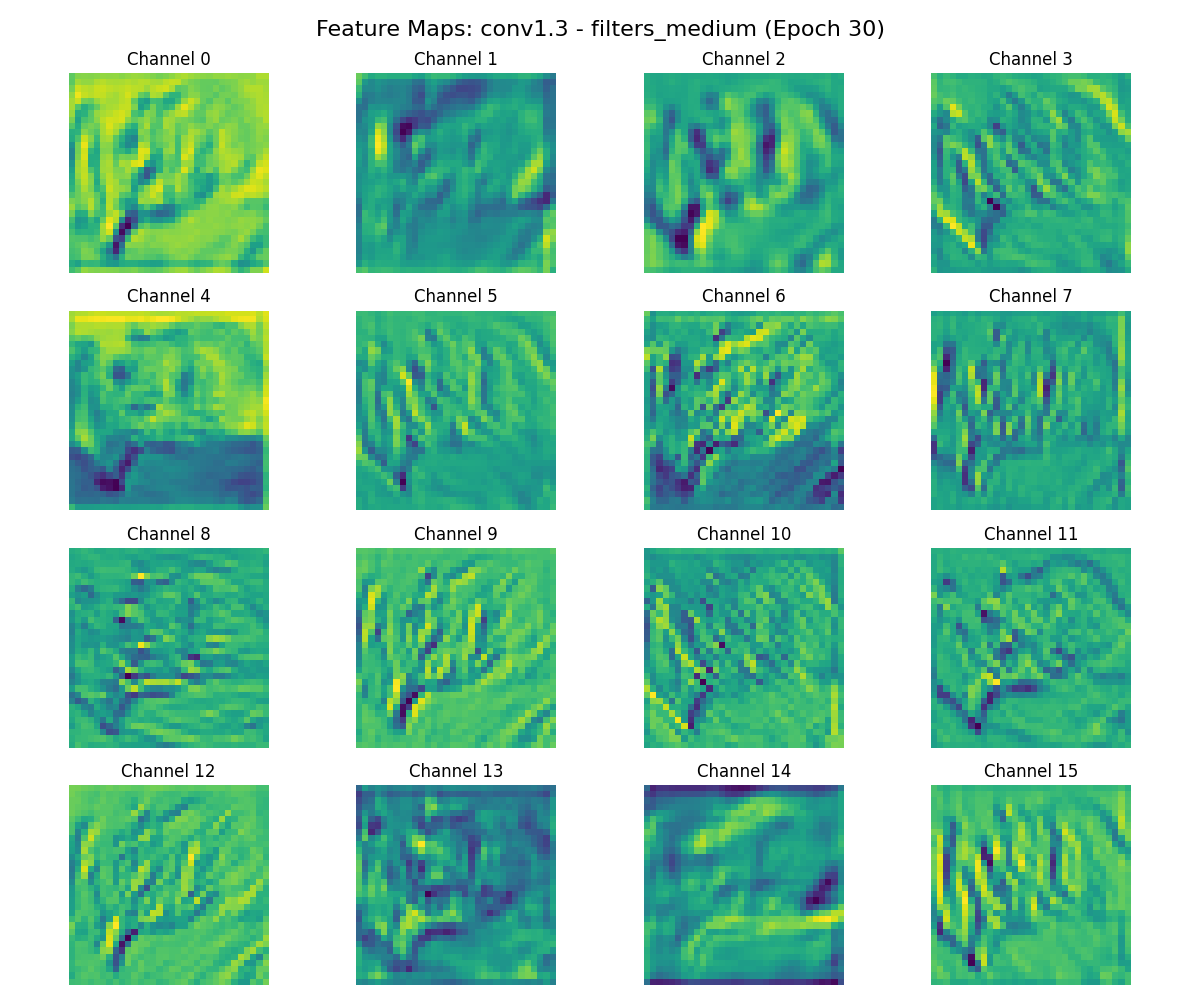 Feature Maps: conv1.3 - filters_medium (Epoch 30)
Channel 0 Channel 1 Channel 2 Channel 3
Channel 4 Channel 5 Channel 6 Channel 7
Channel 8 Channel 9 Channel 10 Channel 11
Channel 12 Channel 13 Channel 14 Channel 15